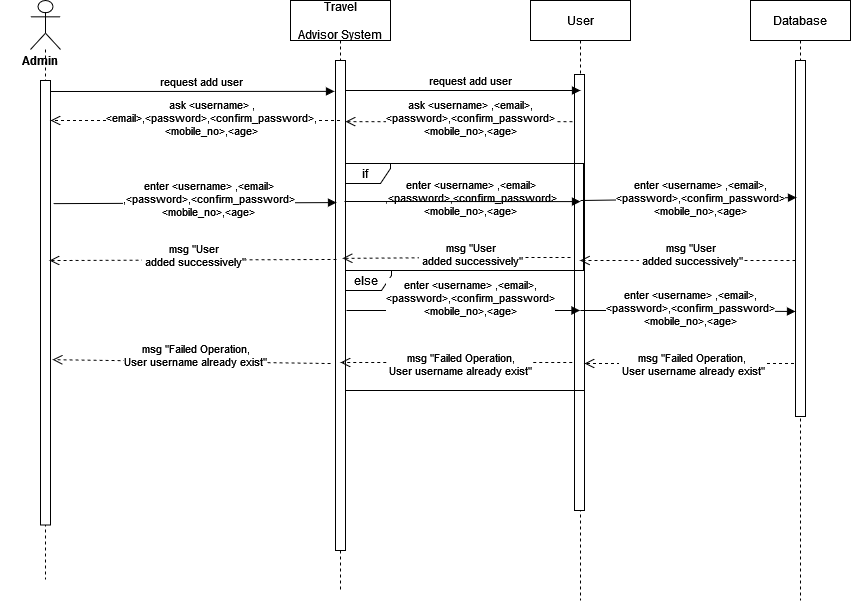 Travel
Advisor System
User
Database
Admin
request add user
request add user
ask <username> ,
<email>,<password>,<confirm_password>,
<mobile_no>,<age>
ask <username> ,<email>,
<password>,<confirm_password>
<mobile_no>,<age>
if
enter <username> ,<email>
,<password>,<confirm_password>
<mobile_no>,<age>
enter <username> ,<email>
,<password>,<confirm_password>
<mobile_no>,<age>
enter <username> ,<email>,
<password>,<confirm_password>
<mobile_no>,<age>
msg "User
added successively"
msg "User
added successively"
msg "User
added successively"
else
enter <username> ,<email>,
<password>,<confirm_password>
<mobile_no>,<age>
enter <username> ,<email>,
<password>,<confirm_password>
<mobile_no>,<age>
msg "Failed Operation,
User username already exist"
msg "Failed Operation,
User username already exist"
msg "Failed Operation,
User username already exist"